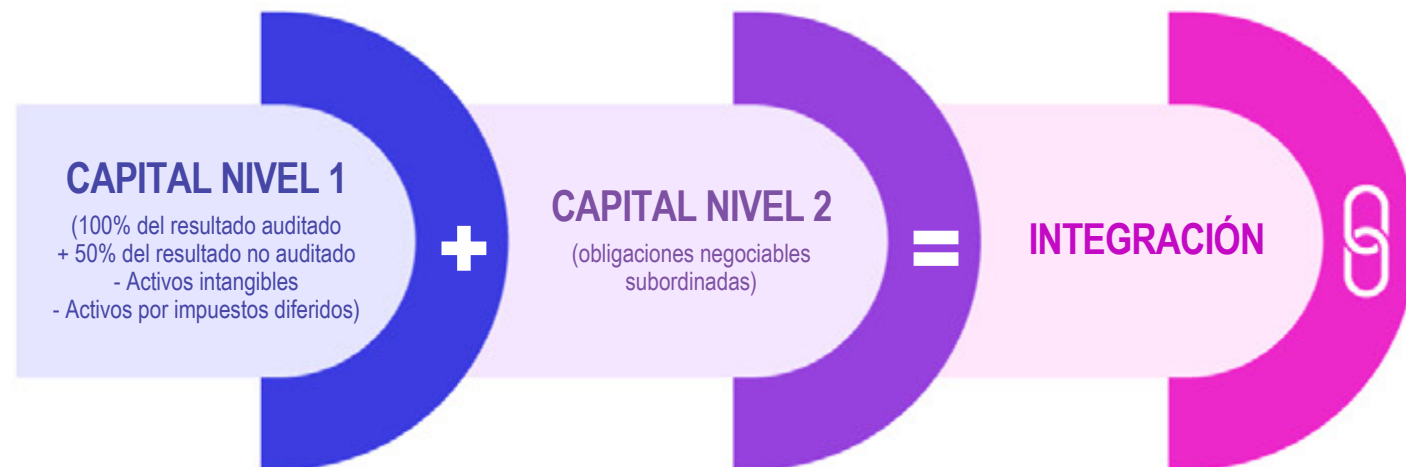 CAPITAL NIVEL 1
(100% del resultado auditado
+ 50% del resultado no auditado
- Activos intangibles
- Activos por impuestos diferidos)
+
CAPITAL NIVEL 2
(obligaciones negociables
subordinadas)
=
INTEGRACIÓN